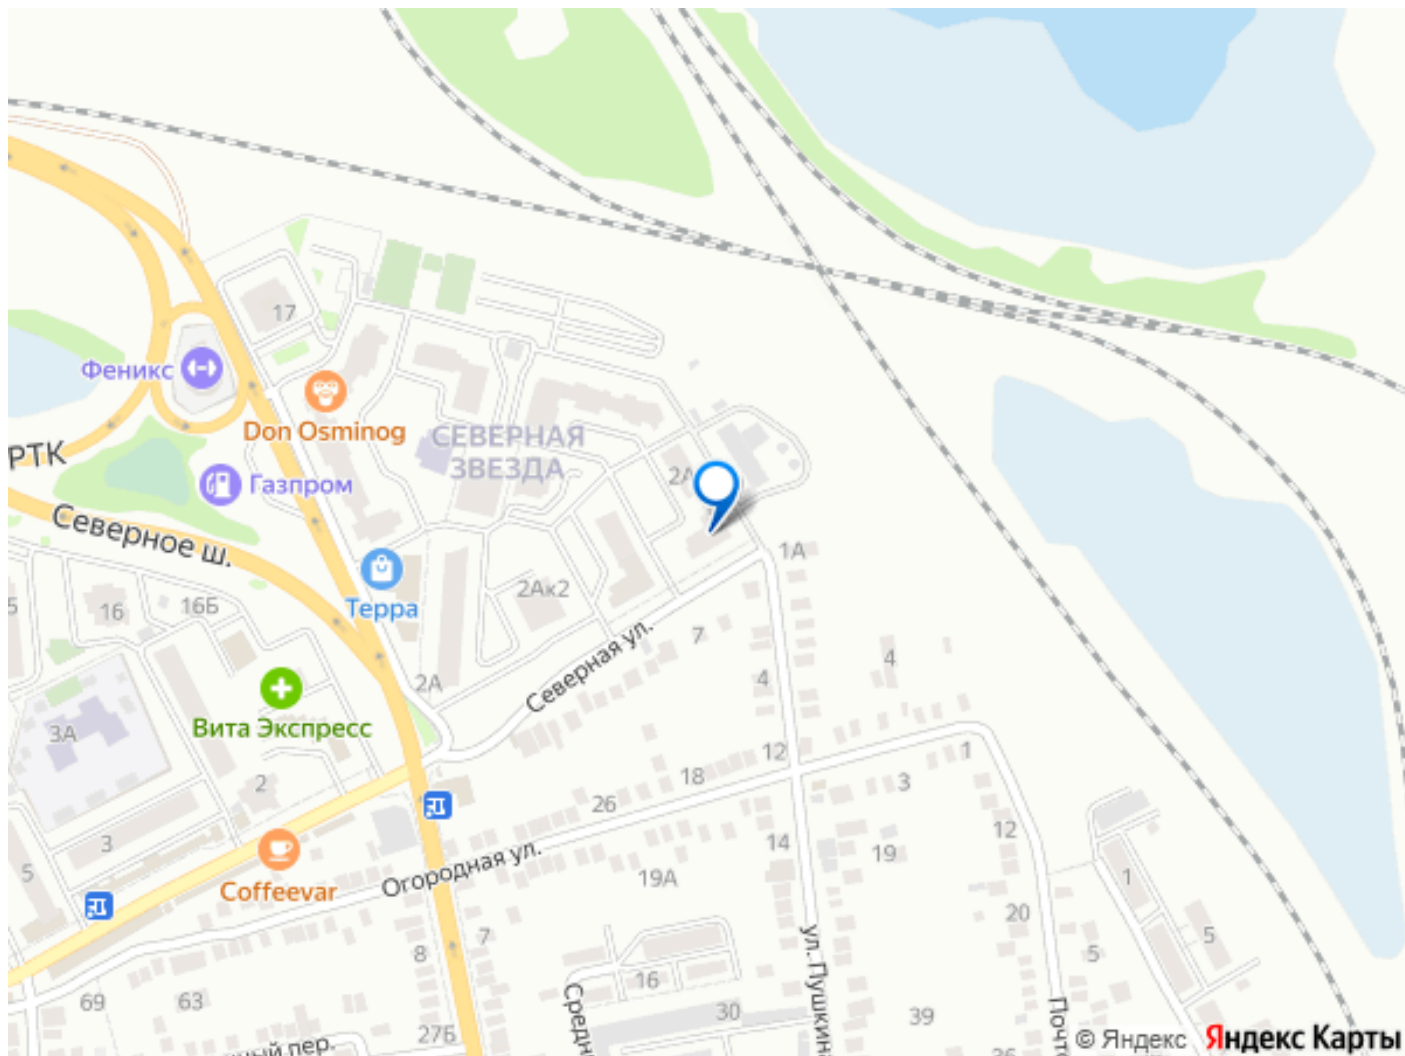 17
Феникс
Don Osminog
СЕВЕРНАЯ
ЗВЕЗДА
РТК
Газпром
2А
Северное ш.
1А
Терра
2Ак2
16
16Б
7
Северная ул.
4
4
2А
Вита Экспресс
3А
12
1
2
18
3
26
3
14
12
19
5
Coffeevar
Огородная ул.
19А
1
20
8
7
5
5
ул. Пушкина
16
69
63
30
39
27Б
© Яндекс
Яндекс Карты